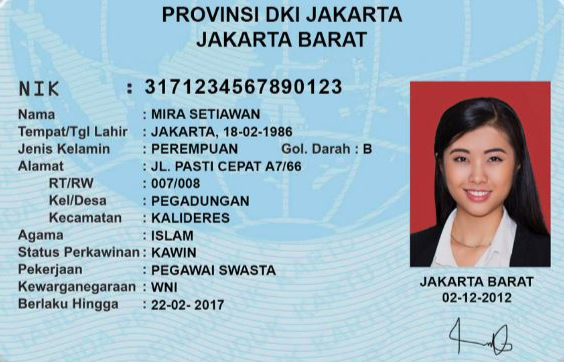 PROVINSI DKI JAKARTA
JAKARTA BARAT
NIK : 3171234567890123
Nama : MIRA SETIAWAN
Tempat/Tgl Lahir : JAKARTA, 18-02-1986
Jenis Kelamin : PEREMPUAN Gol. Darah : B
Alamat : JL. PASTI CEPAT A7/66
RT/RW : 007/008
Kel/Desa : PEGADUNGAN
Kecamatan : KALIDERES
Agama : ISLAM
Status Perkawinan : KAWIN
Pekerjaan : PEGAWAI SWASTA
Kewarganegaraan : WNI
Berlaku Hingga : 22-02- 2017
JAKARTA BARAT
02-12-2012